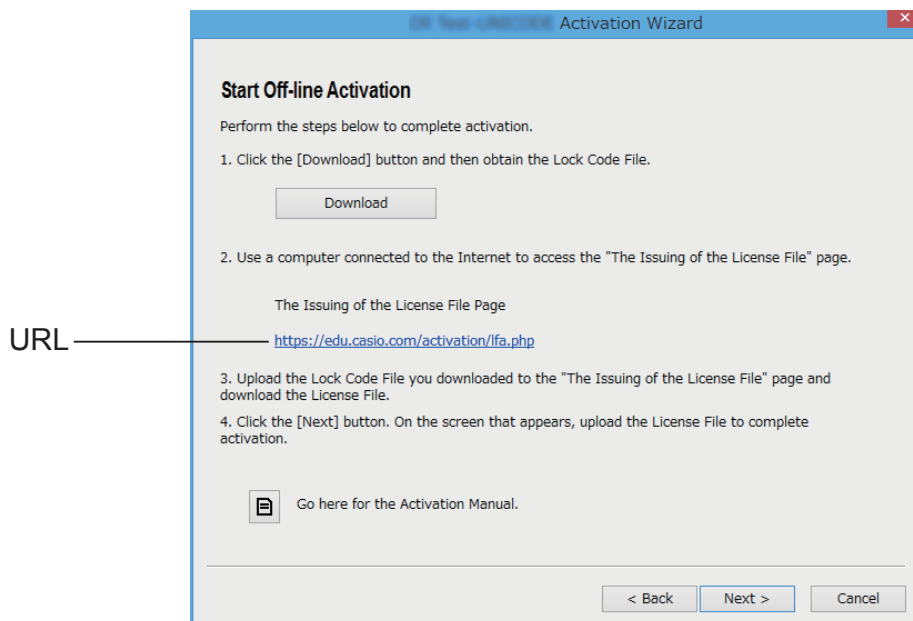 Activation Wizard
Start Off-line Activation
Perform the steps below to complete activation.
1. Click the [Download] button and then obtain the Lock Code File.
Download
2. Use a computer connected to the Internet to access the "The Issuing of the License File" page.
The Issuing of the License File Page
URL
https://edu.casio.com/activation/lfa.php
3. Upload the Lock Code File you downloaded to the "The Issuing of the License File" page and
download the License File.
4. Click the [Next] button. On the screen that appears, upload the License File to complete
activation.
Go here for the Activation Manual.
< Back Next > Cancel